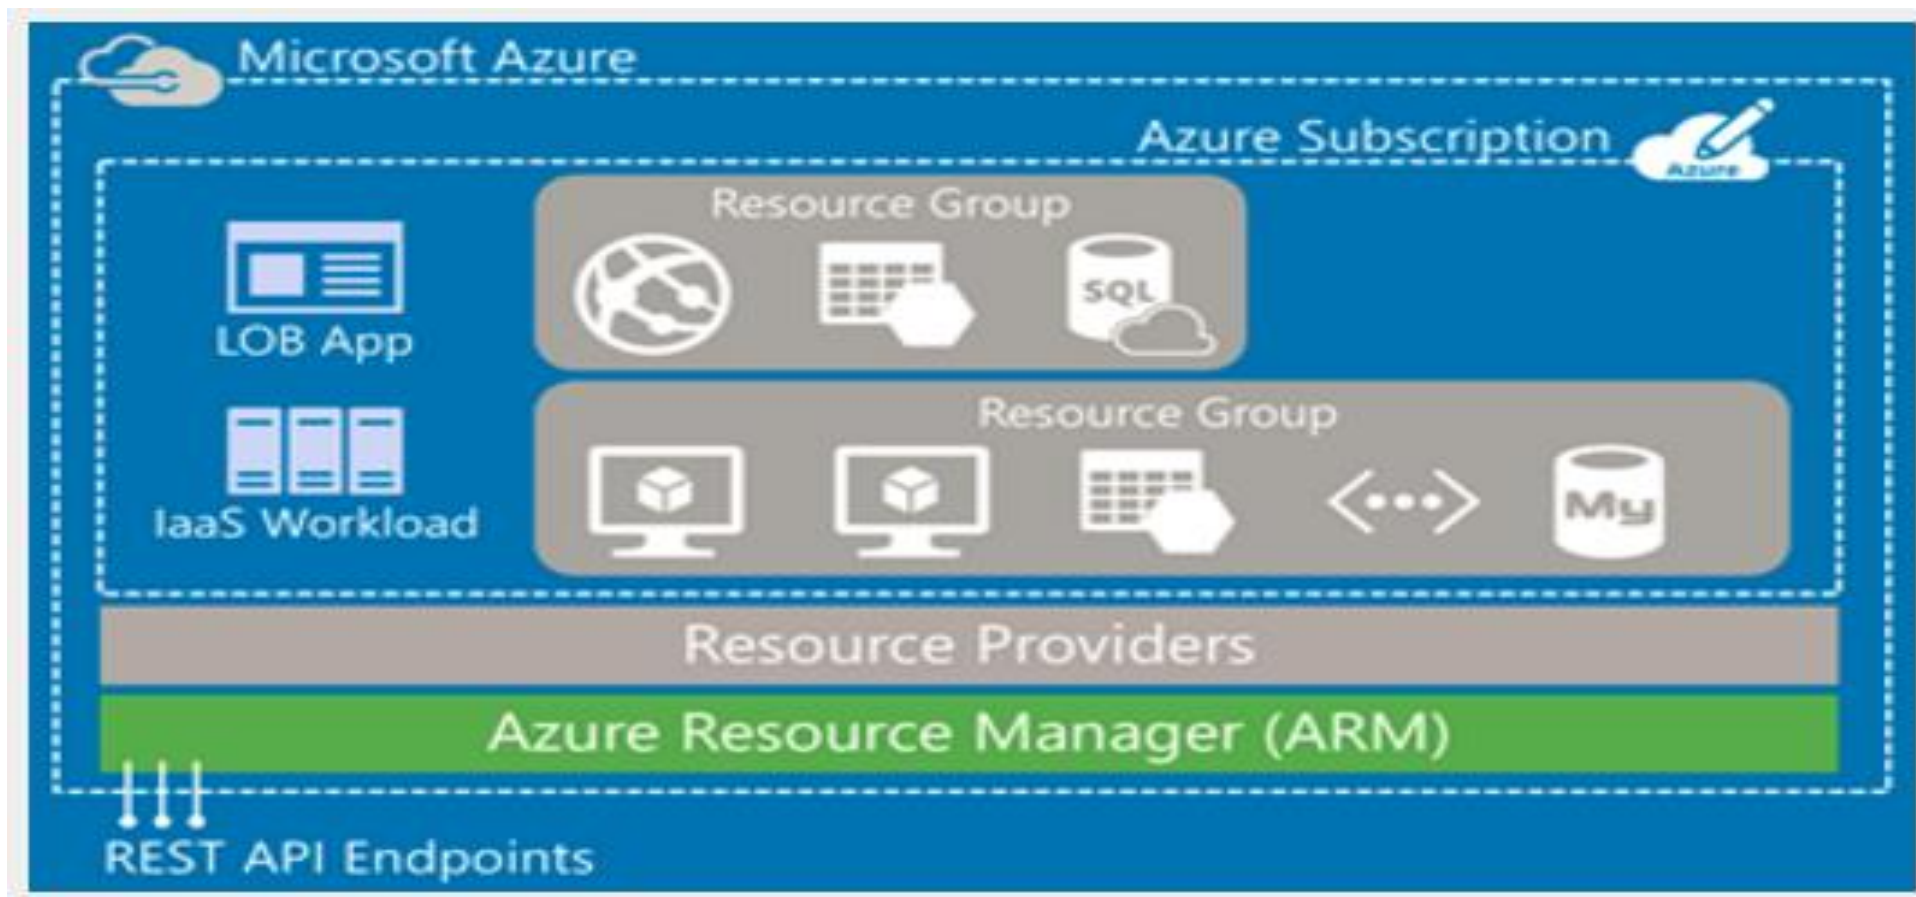 Microsoft Azure
Azure Subscription
Azure
Resource Group
SQL
LOB App
Resource Group
My
IaaS Workload
Resource Providers
Azure Resource Manager (ARM)
REST API Endpoints